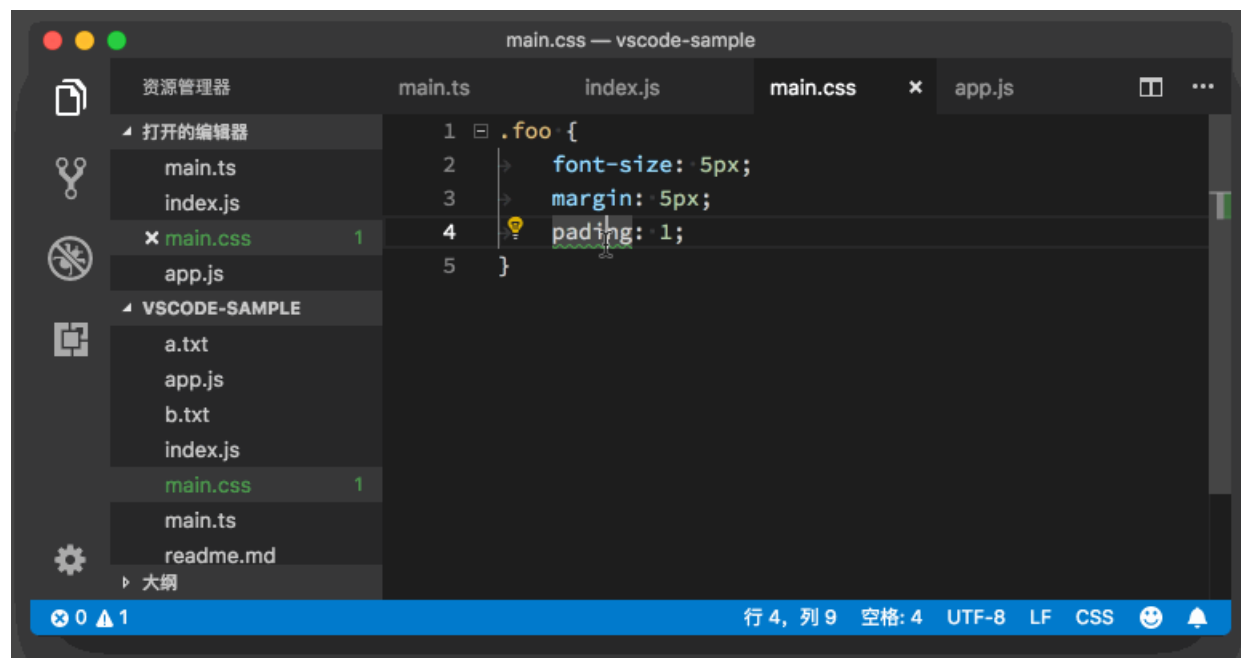 main.css — vscode-sample
资源管理器
main.ts index.js main.css × app.js ···
打开的编辑器
main.ts
index.js
× main.css 1
app.js
VSCODE-SAMPLE
a.txt
app.js
b.txt
index.js
main.css 1
main.ts
readme.md
大纲
1 .foo {
2 font-size: 5px;
3 margin: 5px;
4 pading: 1;
5 }
0 1 行 4，列 9 空格: 4 UTF-8 LF CSS